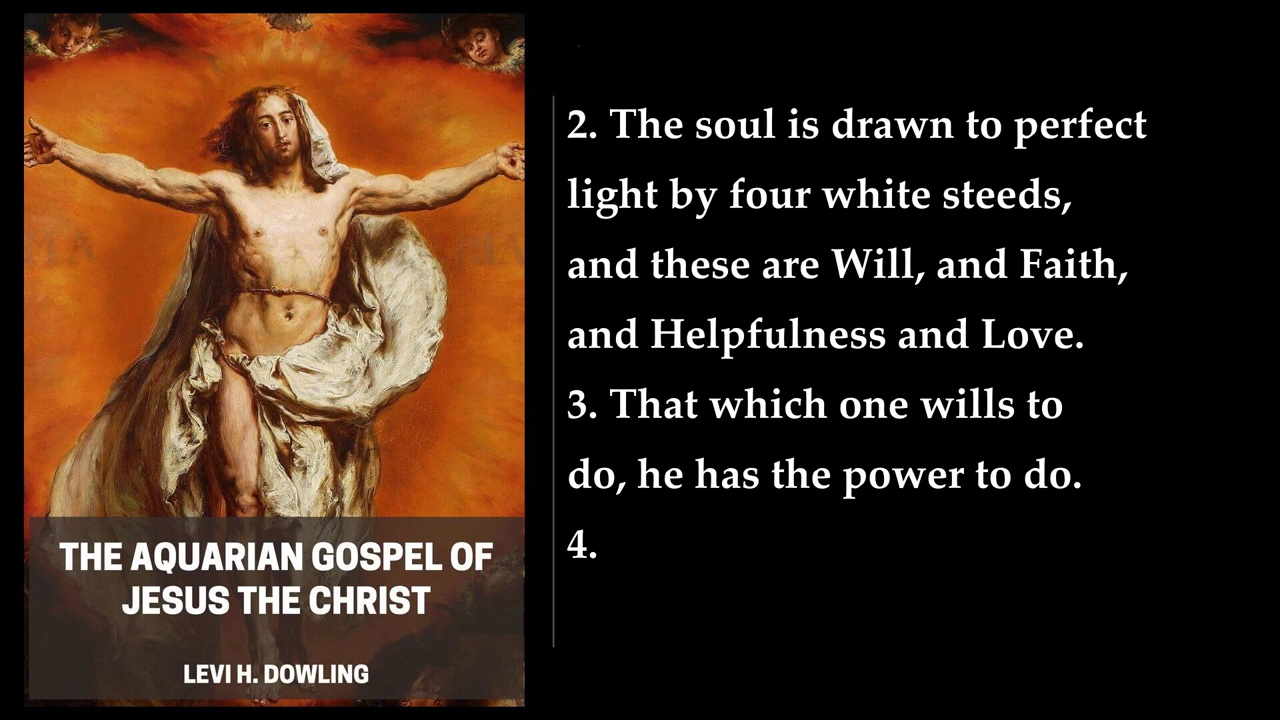 THE AQUARIAN GOSPEL OF
JESUS THE CHRIST
LEVI H. DOWLING
2. The soul is drawn to perfect
light by four white steeds,
and these are Will, and Faith,
and Helpfulness and Love.
3. That which one wills to
do, he has the power to do.
4.